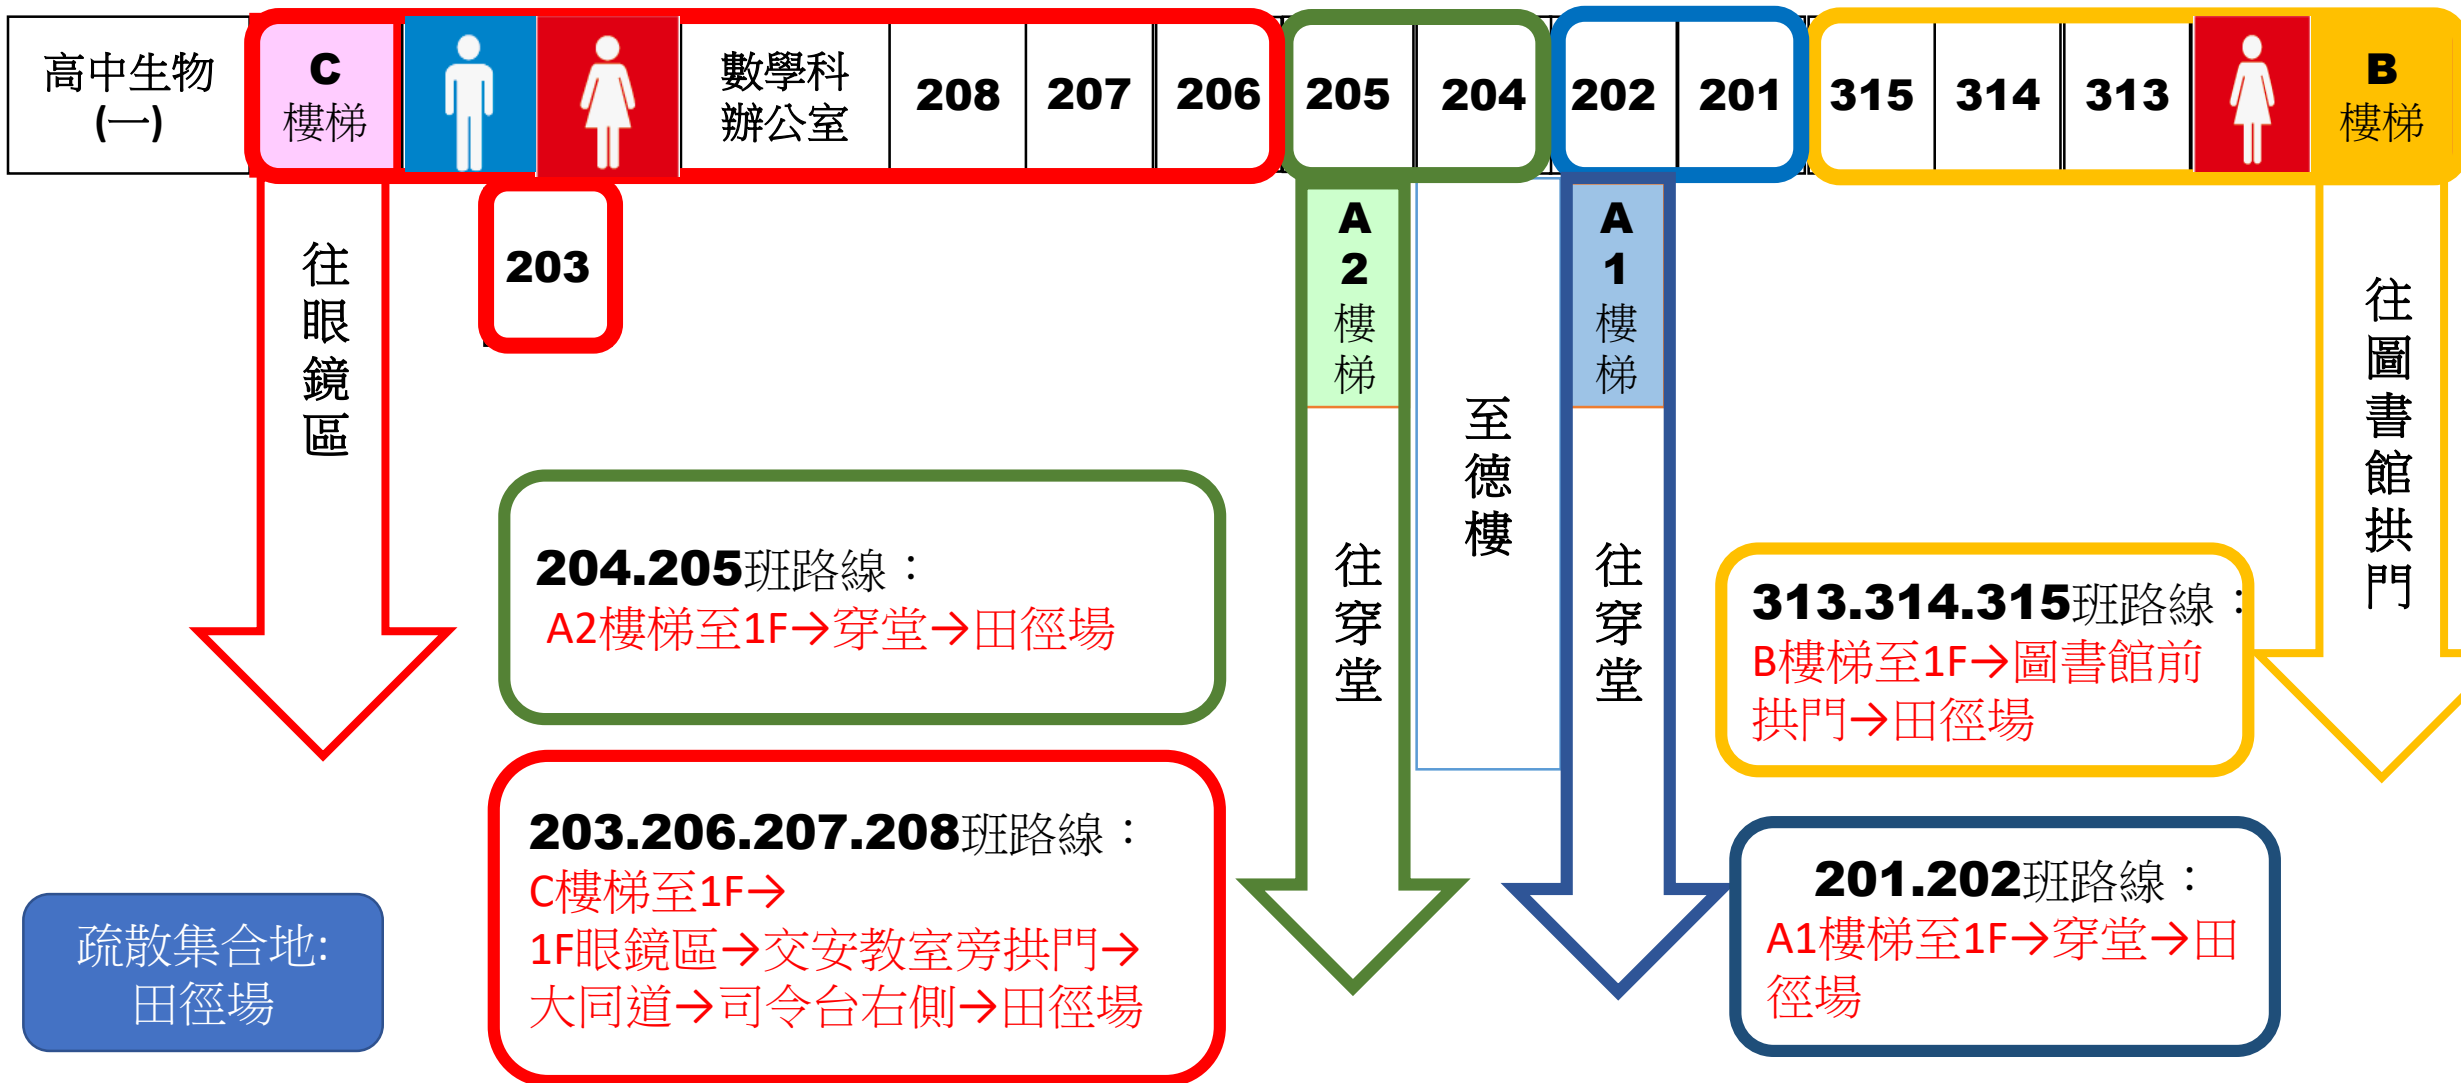 高中生物
(一)
C
樓梯
數學科
辦公室
208
207
206
205
204
202
201
315
314
313
B
樓梯
203
往眼鏡區
A
2
樓
梯
往穿堂
至德樓
A
1
樓
梯
往穿堂
往圖書館拱門
204.205班路線：
A2樓梯至1F→穿堂→田徑場
313.314.315班路線：
B樓梯至1F→圖書館前
拱門→田徑場
203.206.207.208班路線：
C樓梯至1F→
1F眼鏡區→交安教室旁拱門→
大同道→司令台右側→田徑場
201.202班路線：
A1樓梯至1F→穿堂→田
徑場
疏散集合地:
田徑場